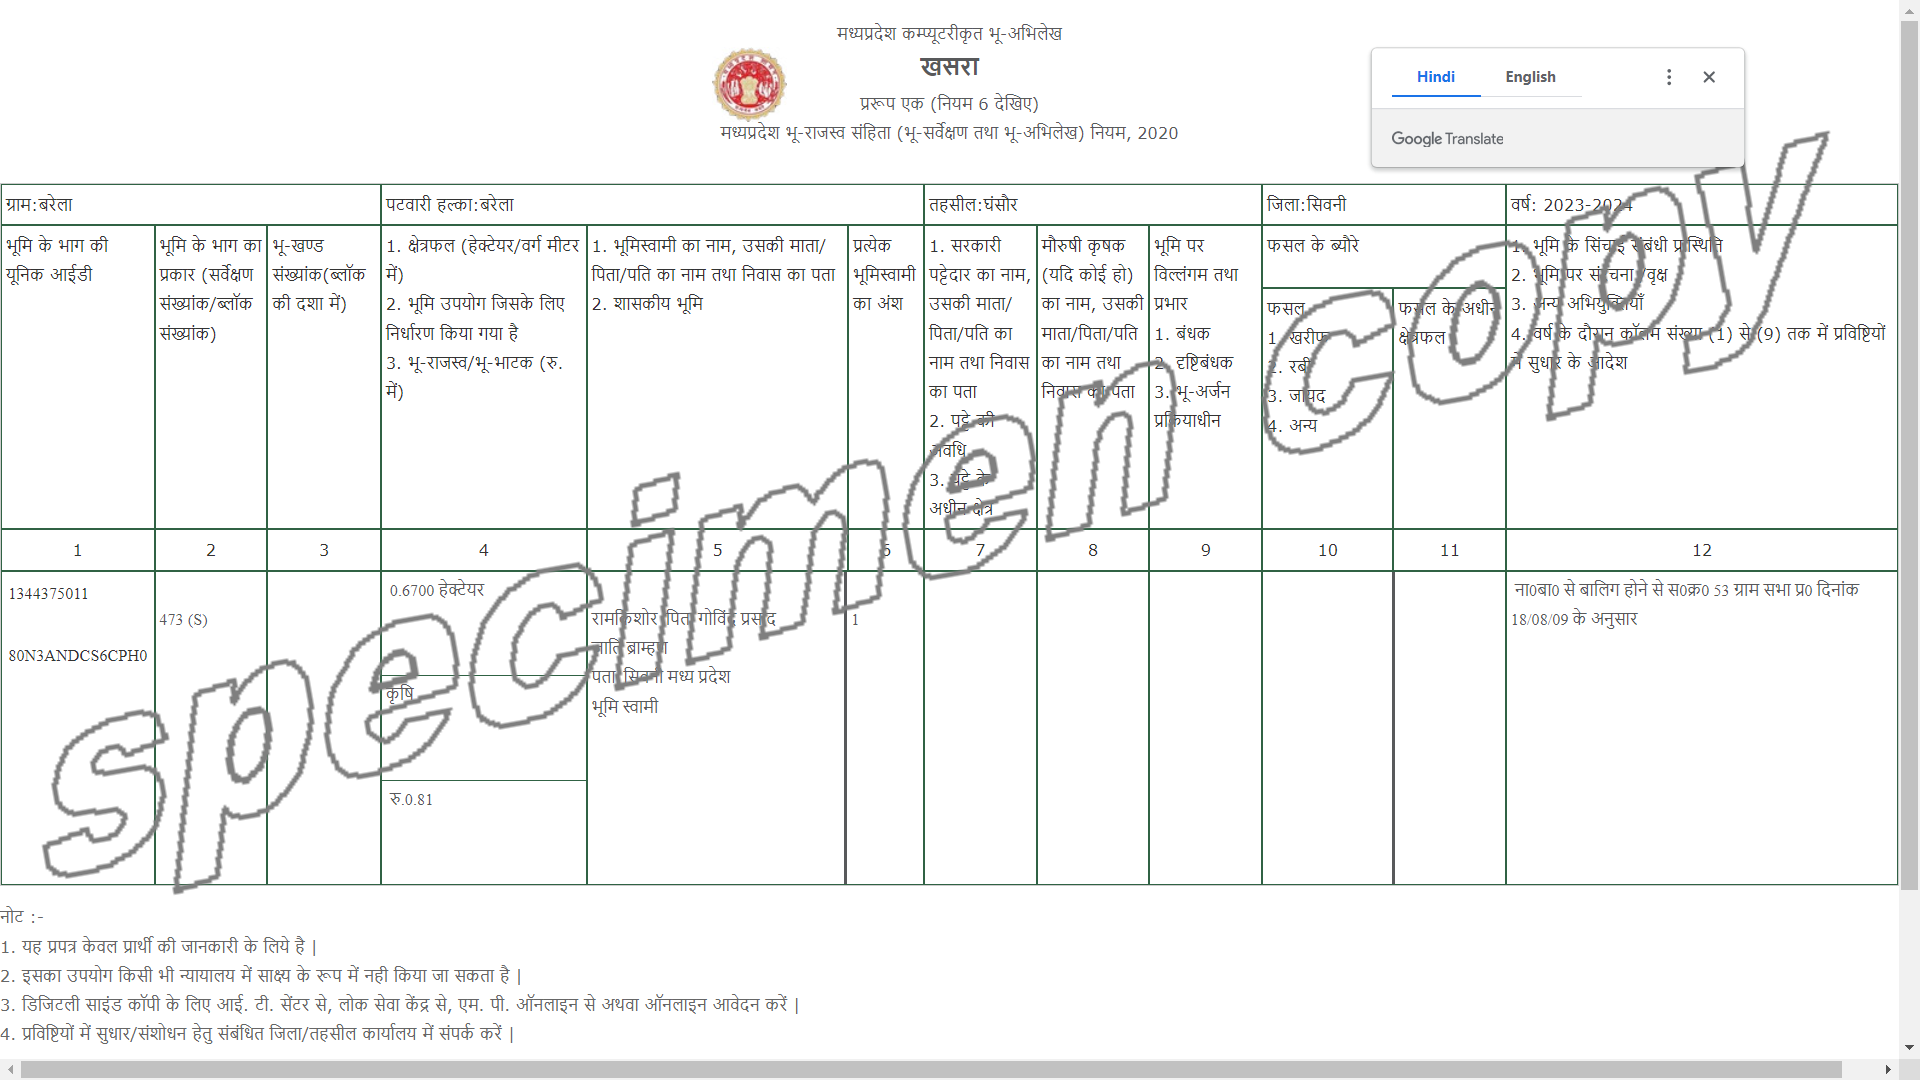 मध्यप्रदेश कम्प्यूटरीकृत भू-अभिलेख
खसरा
प्ररूप एक (नियम 6 देखिए)
मध्यप्रदेश भू-राजस्व संहिता (भू-सर्वेक्षण तथा भू-अभिलेख) नियम, 2020
Hindi English
Google Translate
ग्राम:बरेला
पटवारी हल्का:बरेला
तहसील:घंसौर
जिला:सिवनी
वर्ष: 2023-2024
भूमि के भाग की
यूनिक आईडी
भूमि के भाग का
प्रकार (सर्वेक्षण
संख्यांक/ब्लॉक
संख्यांक)
भू-खण्ड
संख्यांक(ब्लॉक
की दशा में)
1. क्षेत्रफल (हेक्टेयर/वर्ग मीटर
में)
2. भूमि उपयोग जिसके लिए
निर्धारण किया गया है
3. भू-राजस्व/भू-भाटक (रु.
में)
1. भूमिस्वामी का नाम, उसकी माता/
पिता/पति का नाम तथा निवास का पता
2. शासकीय भूमि
प्रत्येक
भूमिस्वामी
का अंश
1. सरकारी
पट्टेदार का नाम,
उसकी माता/
पिता/पति का
नाम तथा निवास
का पता
2. पट्टे की
अवधि
3. पट्टे के
अधीन क्षेत्र
मौरुषी कृषक
(यदि कोई हो)
का नाम, उसकी
माता/पिता/पति
का नाम तथा
निवास का पता
भूमि पर
विल्लंगम तथा
प्रभार
1. बंधक
2. दृष्टिबंधक
3. भू-अर्जन
प्रक्रियाधीन
फसल के ब्यौरे
फसल
1. खरीफ
2. रबी
3. जायद
4. अन्य
फसल के अधीन
क्षेत्रफल
1. भूमि के सिंचाई संबंधी प्रास्थिति
2. भूमि पर संरचना /वृक्ष
3. अन्य अभियुक्तियाँ
4. वर्ष के दौरान कॉलम संख्या (1) से (9) तक में प्रविष्टियों
में सुधार के आदेश
1 2 3 4 5 6 7 8 9 10 11 12
1344375011
80N3ANDCS6CPH0
473 (S)
0.6700 हेक्टेयर
कृषि
रु.0.81
रामकिशोर पिता गोविंद प्रसाद
जाति ब्राम्हण
पता सिवनी मध्य प्रदेश
भूमि स्वामी
1
ना0बा0 से बालिग होने से स0क्र0 53 ग्राम सभा प्र0 दिनांक
18/08/09 के अनुसार
specimen copy
नोट :-
1. यह प्रपत्र केवल प्रार्थी की जानकारी के लिये है |
2. इसका उपयोग किसी भी न्यायालय में साक्ष्य के रूप में नही किया जा सकता है |
3. डिजिटली साइंड कॉपी के लिए आई. टी. सेंटर से, लोक सेवा केंद्र से, एम. पी. ऑनलाइन से अथवा ऑनलाइन आवेदन करें |
4. प्रविष्टियों में सुधार/संशोधन हेतु संबंधित जिला/तहसील कार्यालय में संपर्क करें |